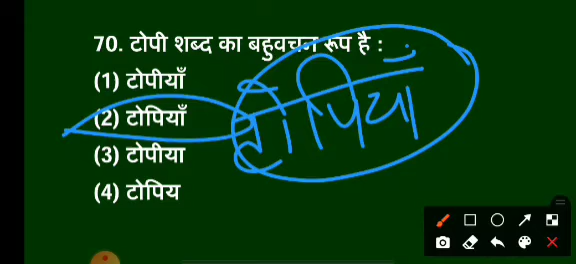 70. टोपी शब्द का बहुवचन रूप है :
(1) टोपीयाँ
(2) टोपियाँ
(3) टोपीया
(4) टोपिय
टोपियाँ